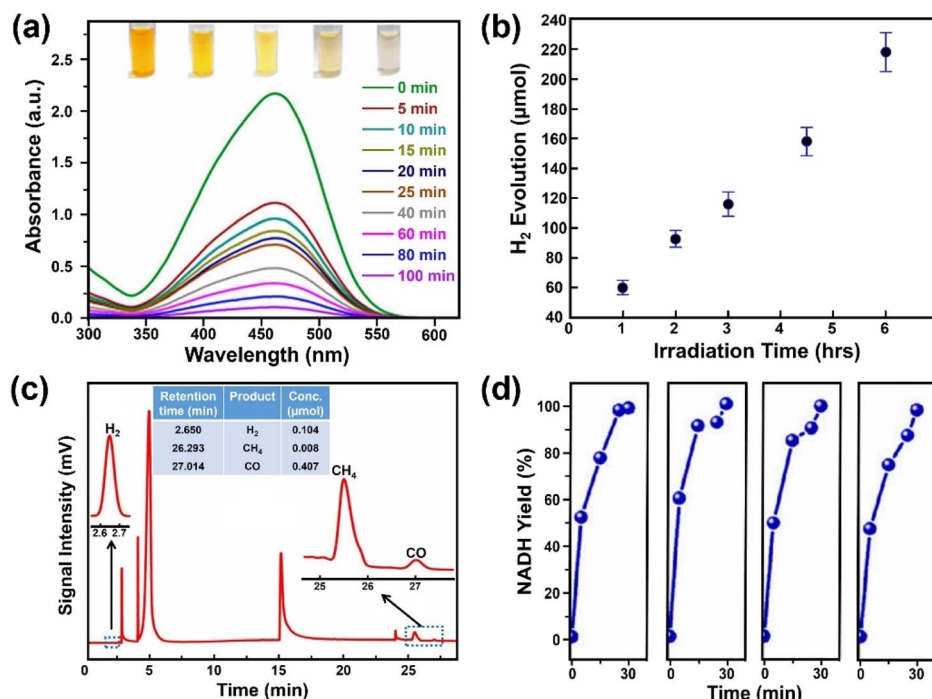 (a)
Absorbance (a.u.)
2.5
2.0
1.5
1.0
0.5
0.0
0 min
5 min
10 min
15 min
20 min
25 min
40 min
60 min
80 min
100 min
300 350 400 450 500 550 600
Wavelength (nm)
(b)
H₂ Evolution (μmol)
240
220
200
180
160
140
120
100
80
60
40
0 1 2 3 4 5 6
Irradiation Time (hrs)
(c)
Signal Intensity (mV)
Retention time (min) Product Conc. (μmol)
2.650 H₂ 0.104
26.293 CH₄ 0.008
27.014 CO 0.407
H₂
2.6 2.7
CH₄
CO
25 26 27
0 5 10 15 20 25
Time (min)
(d)
NADH Yield (%)
100
80
60
40
20
0
0 30 0 30 0 30 0 30
Time (min)